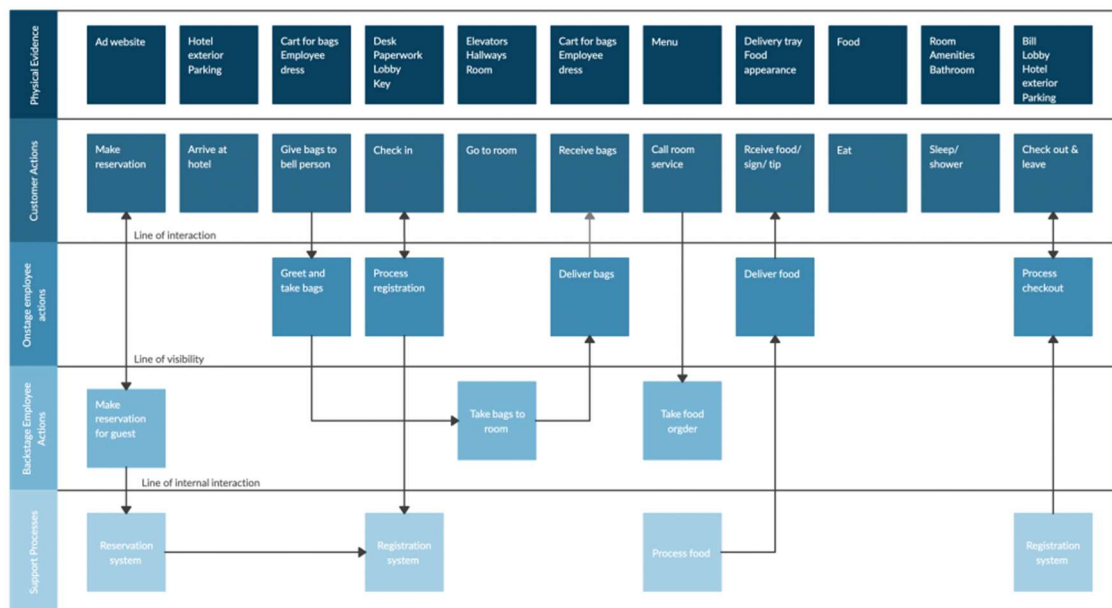 Physical Evidence
Ad website
Hotel
exterior
Parking
Cart for bags
Employee
dress
Desk
Paperwork
Lobby
Key
Elevators
Hallways
Room
Cart for bags
Employee
dress
Menu
Delivery tray
Food
appearance
Food
Room
Amenities
Bathroom
Bill
Lobby
Hotel
exterior
Parking
Customer Actions
Make
reservation
Arrive at
hotel
Give bags to
bell person
Check in
Go to room
Receive bags
Call room
service
Rceive food/
sign/ tip
Eat
Sleep/
shower
Check out &
leave
Line of interaction
Onstage employee
actions
Greet and
take bags
Process
registration
Deliver bags
Deliver food
Process
checkout
Line of visibility
Backstage Employee
Actions
Make
reservation
for guest
Take bags to
room
Take food
orgder
Line of internal interaction
Support Processes
Reservation
system
Registration
system
Process food
Registration
system